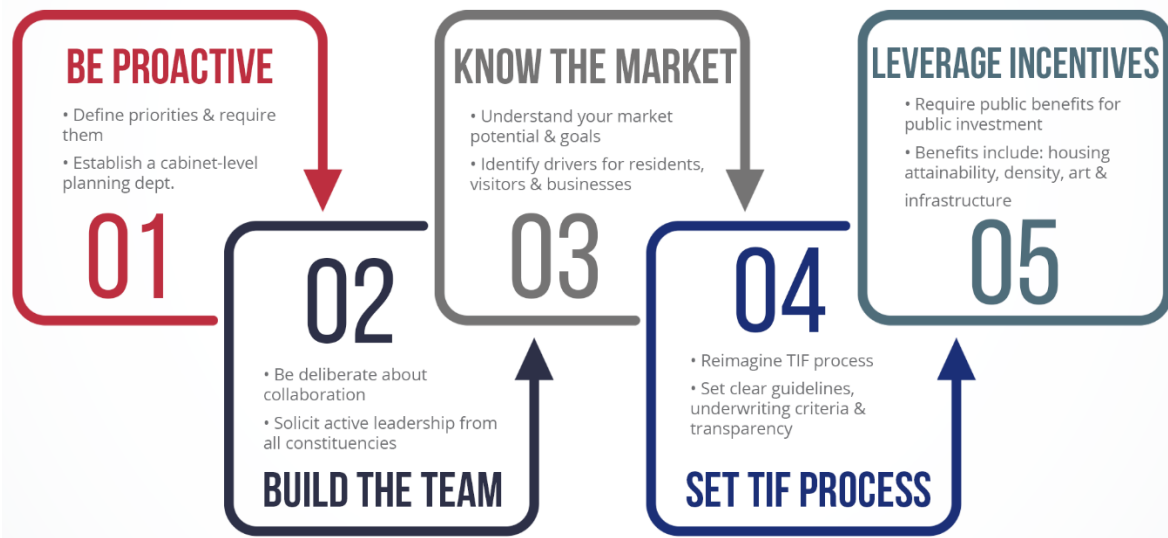 BE PROACTIVE
• Define priorities & require
them
• Establish a cabinet-level
planning dept.
01
02
• Be deliberate about
collaboration
• Solicit active leadership from
all constituencies
BUILD THE TEAM
KNOW THE MARKET
• Understand your market
potential & goals
• Identify drivers for residents,
visitors & businesses
03
04
• Reimagine TIF process
• Set clear guidelines,
underwriting criteria &
transparency
SET TIF PROCESS
LEVERAGE INCENTIVES
• Require public benefits for
public investment
• Benefits include: housing
attainability, density, art &
infrastructure
05